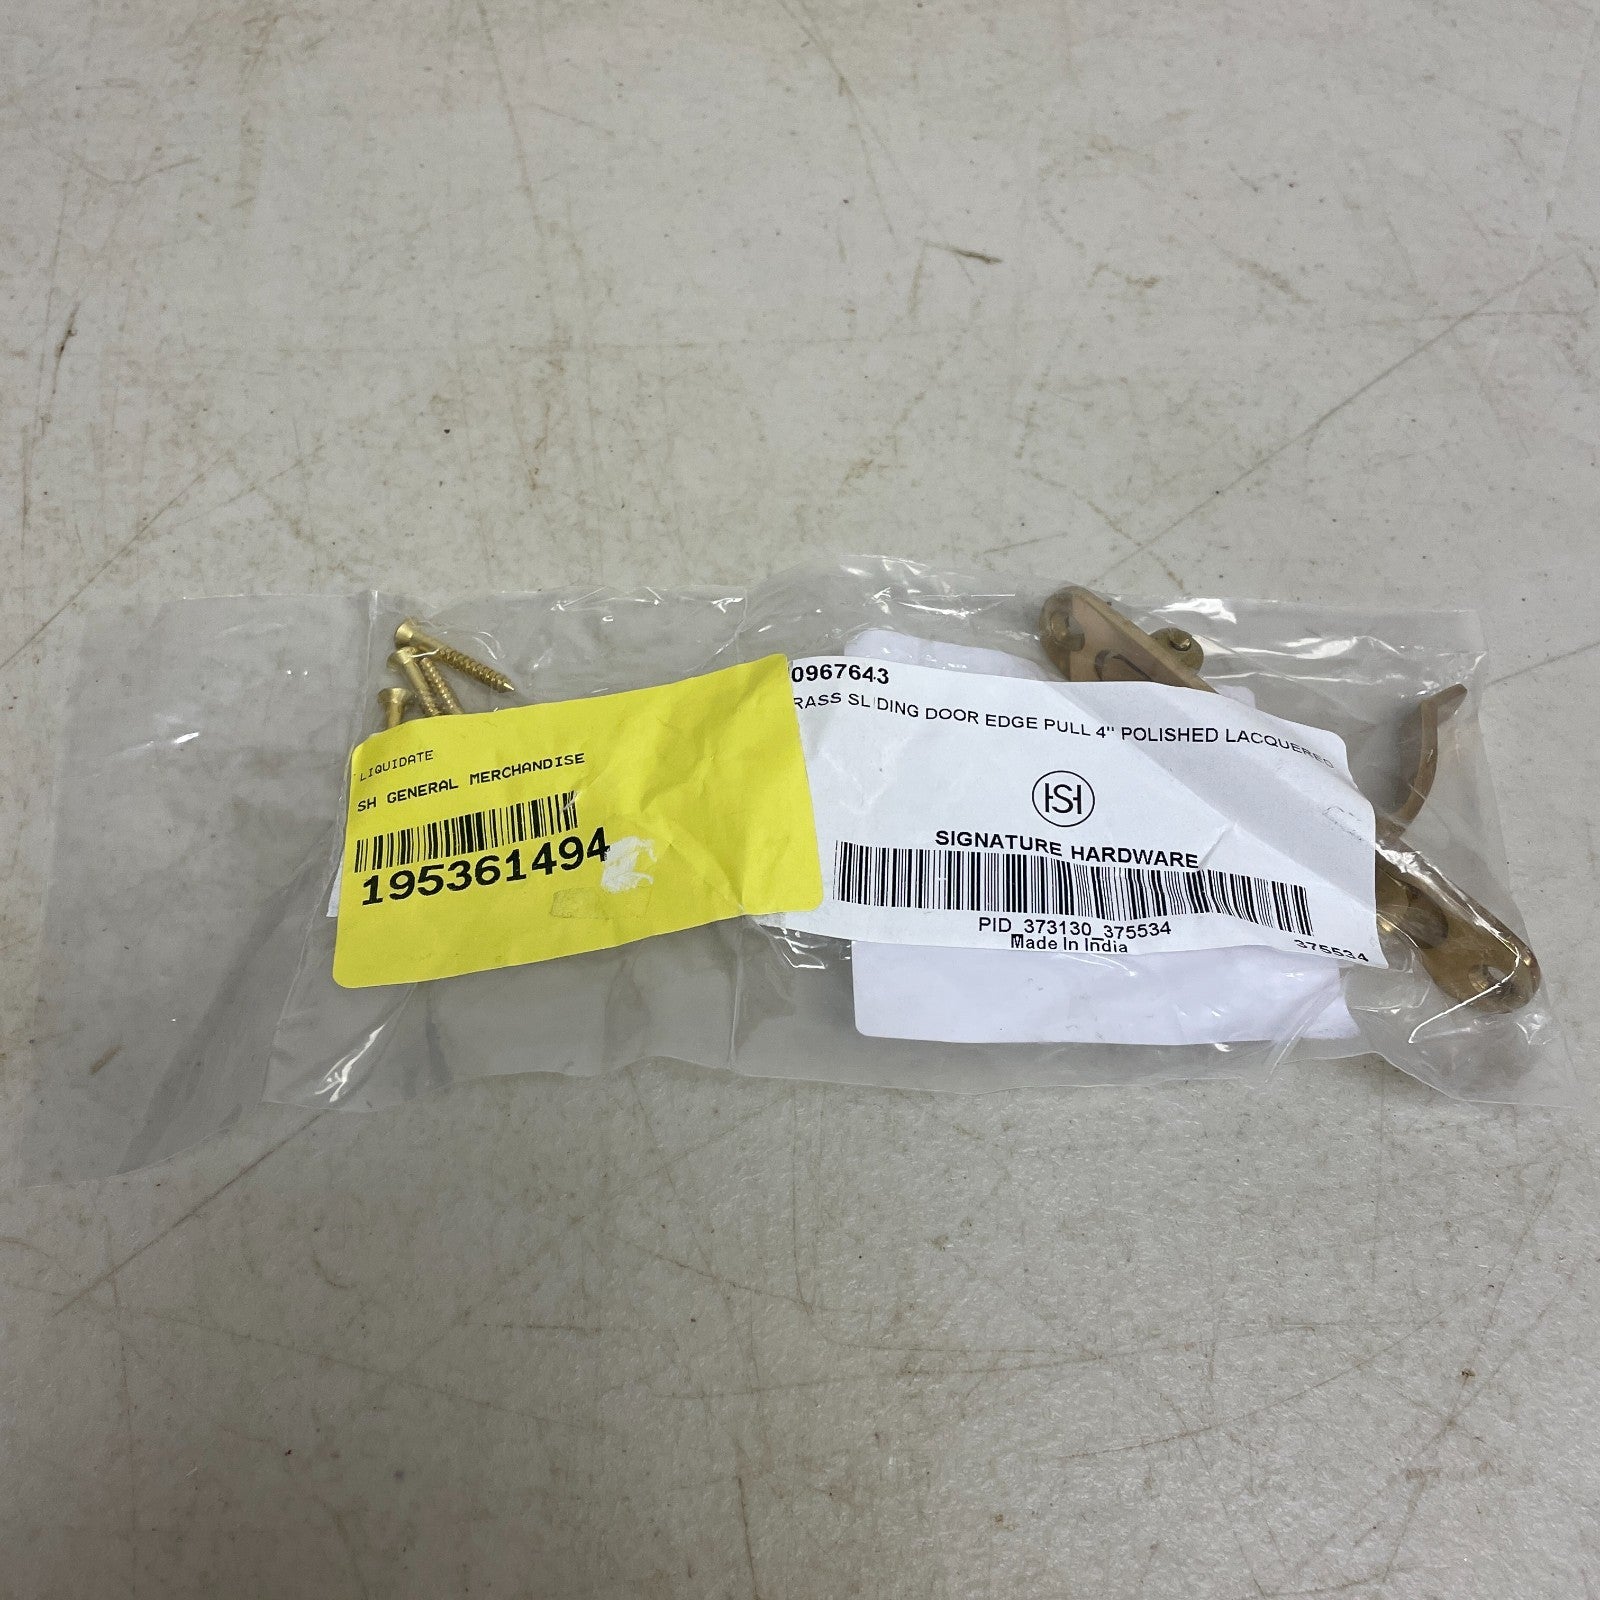 LIQUIDATE
SH GENERAL MERCHANDISE
195361494
0967643
RASS SLIDING DOOR EDGE PULL 4" POLISHED LACQUERED
SH
SIGNATURE HARDWARE
PID_373130_375534
Made In India
375534